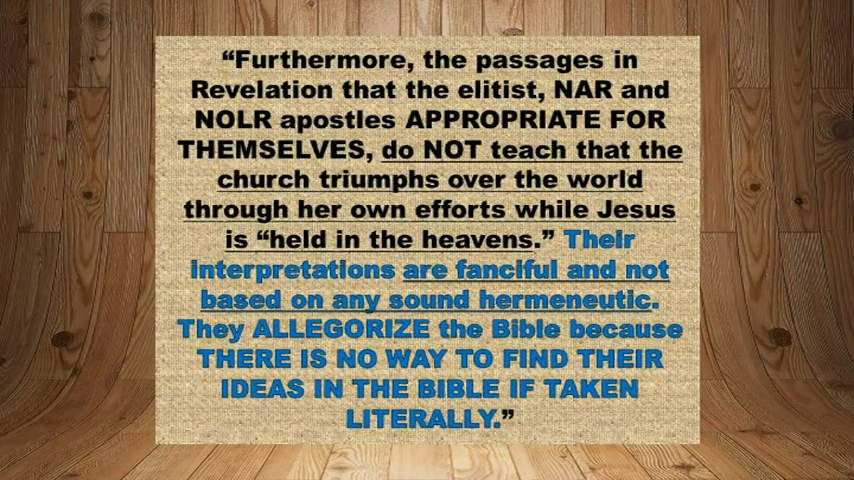 “Furthermore, the passages in
Revelation that the elitist, NAR and
NOLR apostles APPROPRIATE FOR
THEMSELVES, do NOT teach that the
church triumphs over the world
through her own efforts while Jesus
is “held in the heavens.” Their
interpretations are fanciful and not
based on any sound hermeneutic.
They ALLEGORIZE the Bible because
THERE IS NO WAY TO FIND THEIR
IDEAS IN THE BIBLE IF TAKEN
LITERALLY.”